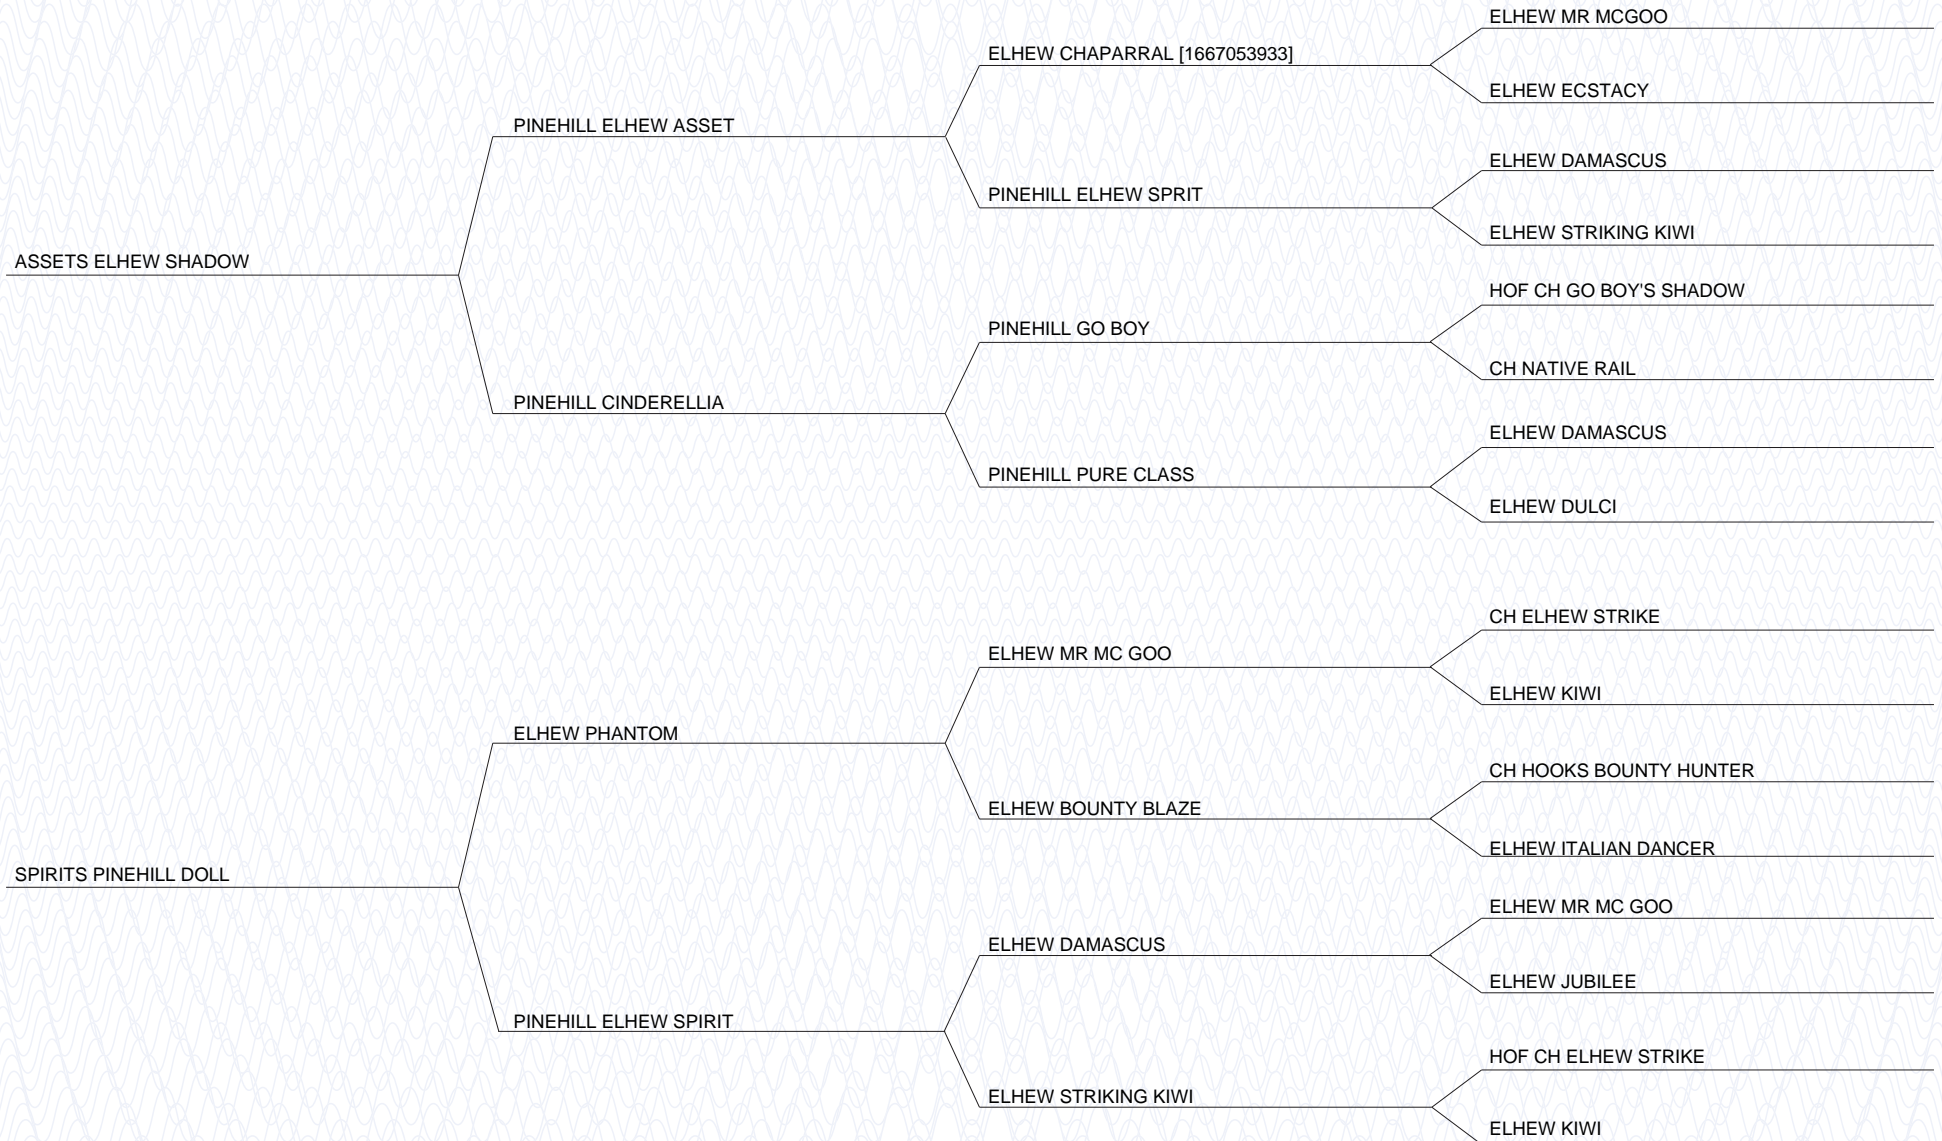 ELHEW MR MCGOO
ELHEW CHAPARRAL [1667053933]
ELHEW ECSTACY
PINEHILL ELHEW ASSET
ELHEW DAMASCUS
PINEHILL ELHEW SPRIT
ELHEW STRIKING KIWI
ASSETS ELHEW SHADOW
HOF CH GO BOY'S SHADOW
PINEHILL GO BOY
CH NATIVE RAIL
PINEHILL CINDERELLIA
ELHEW DAMASCUS
PINEHILL PURE CLASS
ELHEW DULCI
CH ELHEW STRIKE
ELHEW MR MC GOO
ELHEW KIWI
ELHEW PHANTOM
CH HOOKS BOUNTY HUNTER
ELHEW BOUNTY BLAZE
ELHEW ITALIAN DANCER
SPIRITS PINEHILL DOLL
ELHEW MR MC GOO
ELHEW DAMASCUS
ELHEW JUBILEE
PINEHILL ELHEW SPIRIT
HOF CH ELHEW STRIKE
ELHEW STRIKING KIWI
ELHEW KIWI